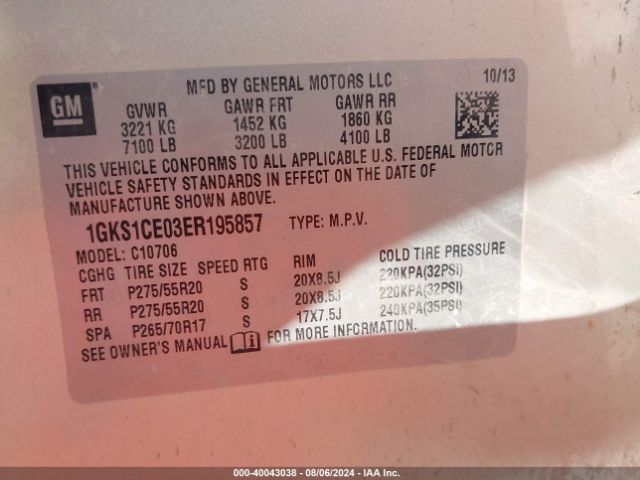 MFD BY GENERAL MOTORS LLC 10/13
GM
GVWR GAWR FRT GAWR RR
3221 KG 1452 KG 1860 KG
7100 LB 3200 LB 4100 LB
THIS VEHICLE CONFORMS TO ALL APPLICABLE U.S. FEDERAL MOTOR
VEHICLE SAFETY STANDARDS IN EFFECT ON THE DATE OF
MANUFACTURE SHOWN ABOVE.
1GKS1CE03ER195857 TYPE: M.P.V.
MODEL: C10706
CGHG TIRE SIZE SPEED RTG RIM COLD TIRE PRESSURE
FRT P275/55R20 S 20X8.5J 220KPA(32PSI)
RR P275/55R20 S 20X8.5J 220KPA(32PSI)
SPA P265/70R17 S 17X7.5J 240KPA(35PSI)
SEE OWNER'S MANUAL FOR MORE INFORMATION.
000-40043038 - 08/06/2024 - IAA Inc.